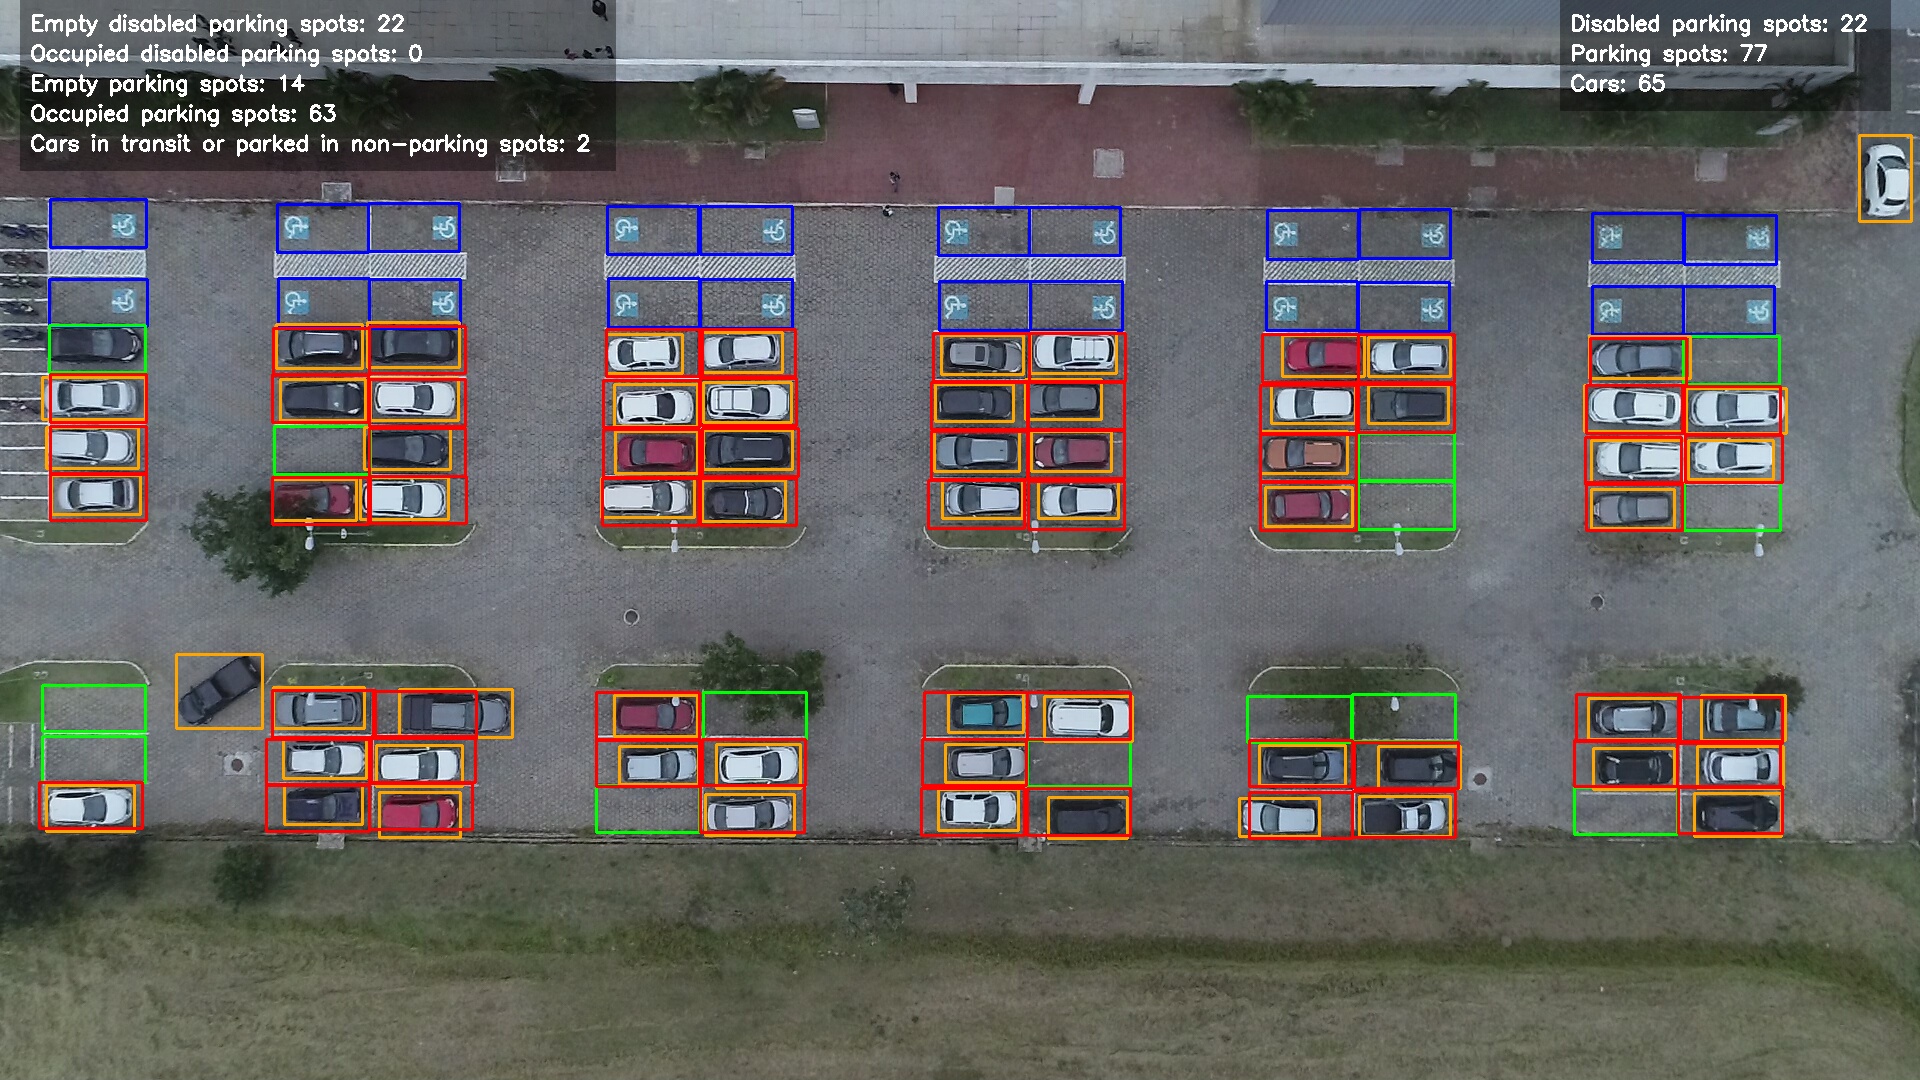 Empty disabled parking spots: 22
Occupied disabled parking spots: 0
Empty parking spots: 14
Occupied parking spots: 63
Cars in transit or parked in non-parking spots: 2
Disabled parking spots: 22
Parking spots: 77
Cars: 65